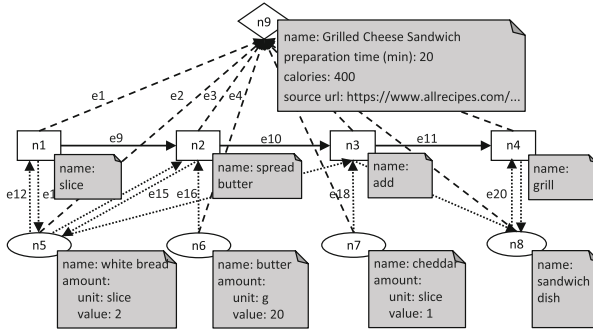 n9
name: Grilled Cheese Sandwich
preparation time (min): 20
calories: 400
source url: https://www.allrecipes.com/...
e1
e2
e3
e4
n1
e9
n2
e10
n3
e11
n4
name:
slice
name: spread
butter
name:
add
name:
grill
e12
e1
e15
e16
e18
e20
n5
n6
n7
n8
name: white bread
amount:
unit: slice
value: 2
name: butter
amount:
unit: g
value: 20
name: cheddar
amount:
unit: slice
value: 1
name:
sandwich
dish